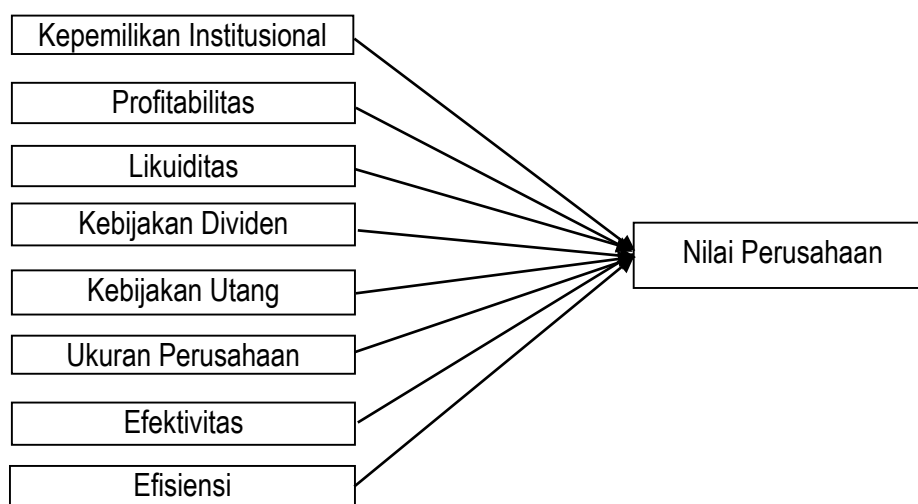 Kepemilikan Institusional
Profitabilitas
Likuiditas
Kebijakan Dividen
Nilai Perusahaan
Kebijakan Utang
Ukuran Perusahaan
Efektivitas
Efisiensi